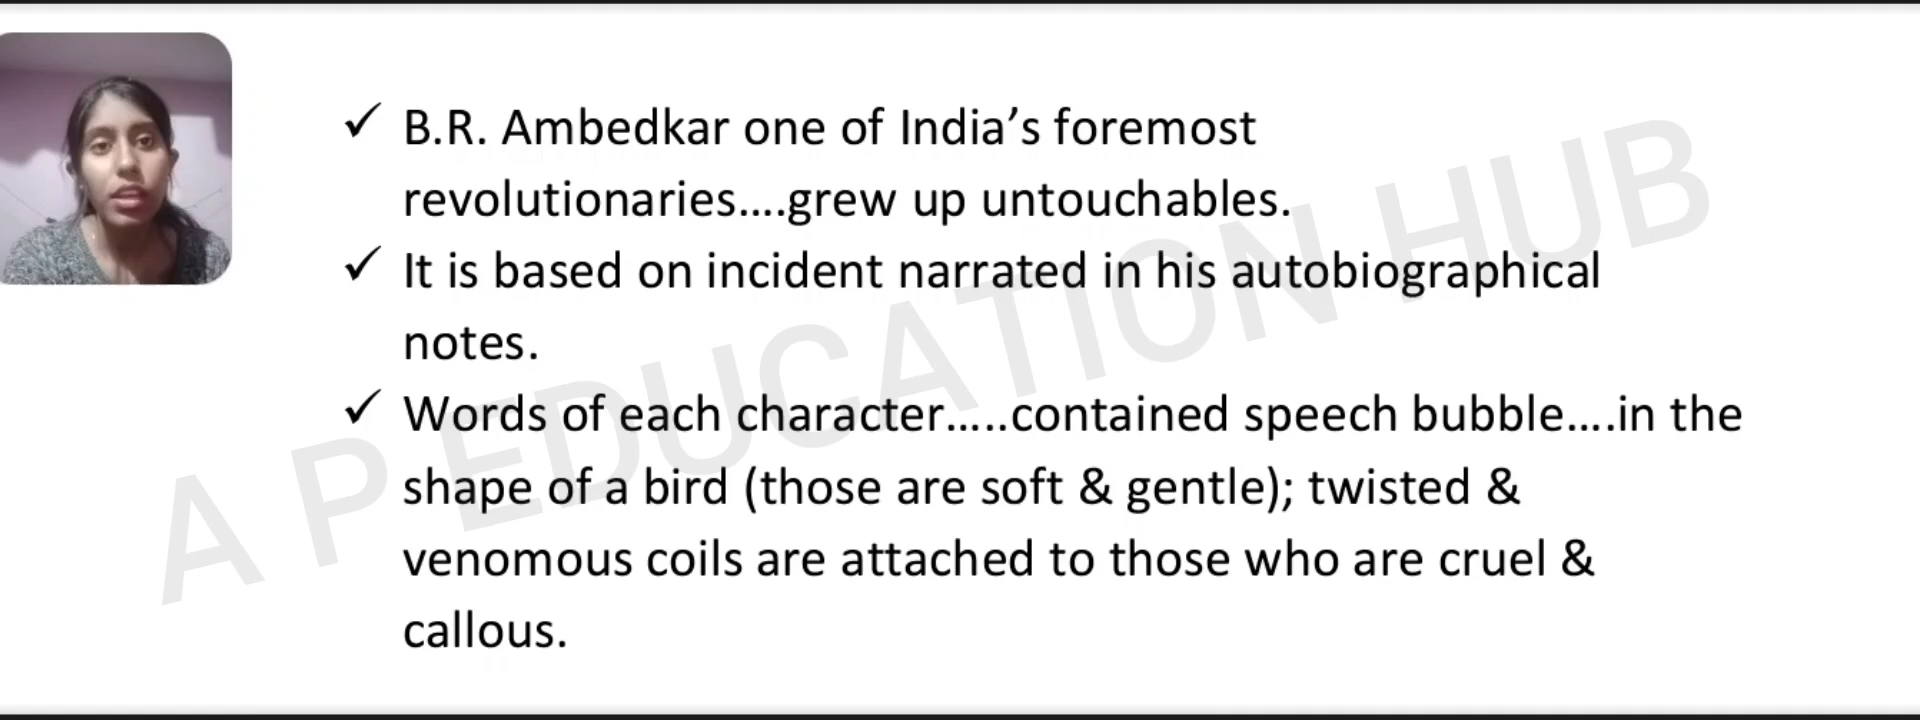 ✓ B.R. Ambedkar one of India’s foremost
revolutionaries....grew up untouchables.
✓ It is based on incident narrated in his autobiographical
notes.
✓ Words of each character.....contained speech bubble....in the
shape of a bird (those are soft & gentle); twisted &
venomous coils are attached to those who are cruel &
callous.
A P EDUCATION HUB